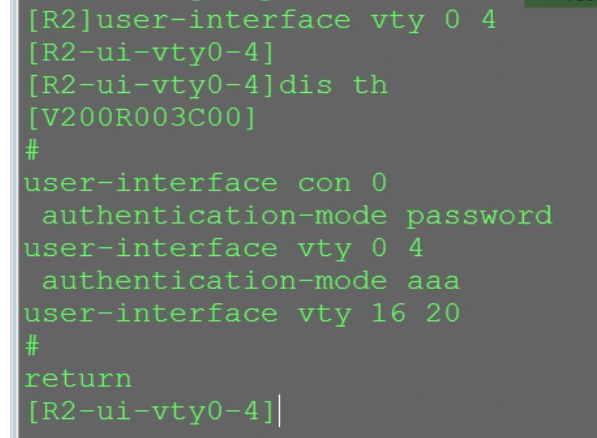 [R2]user-interface vty 0 4
[R2-ui-vty0-4]
[R2-ui-vty0-4]dis th
[V200R003C00]
#
user-interface con 0
 authentication-mode password
user-interface vty 0 4
 authentication-mode aaa
user-interface vty 16 20
#
return
[R2-ui-vty0-4]